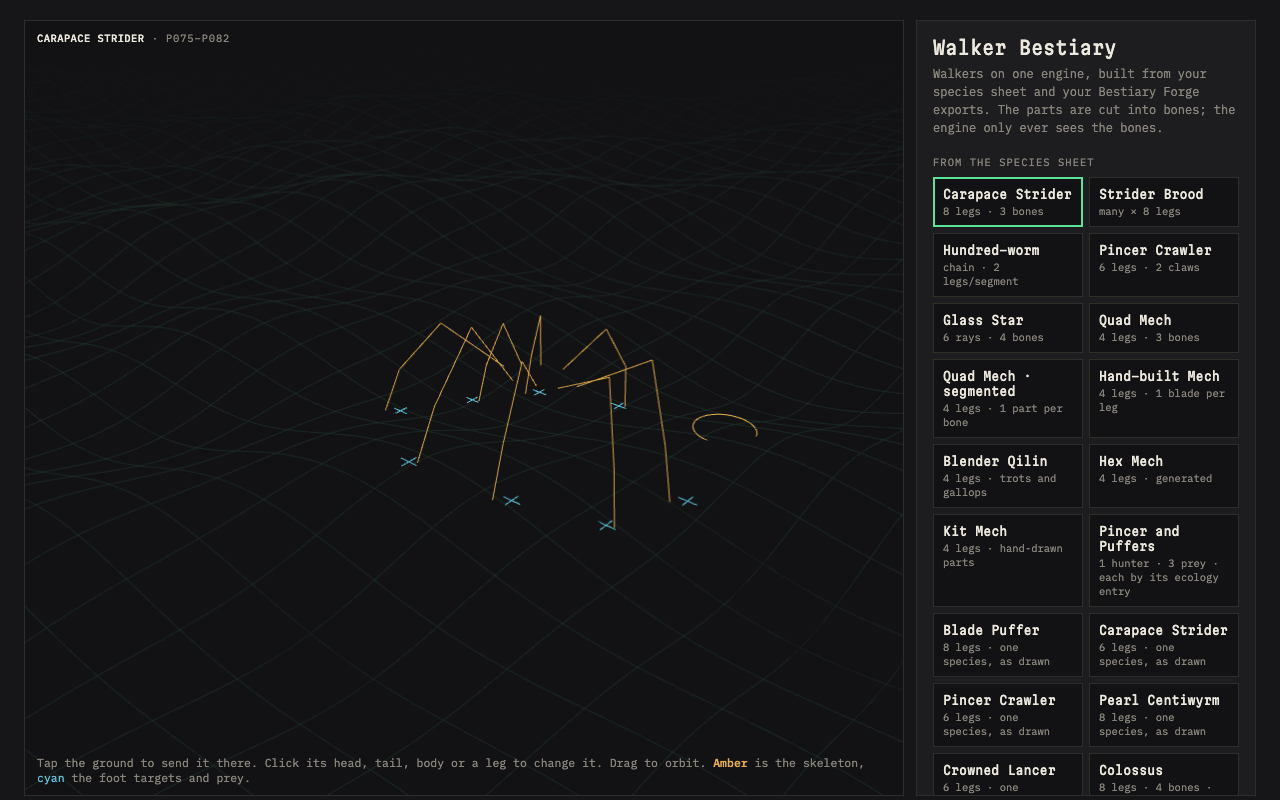 CARAPACE STRIDER · P075–P082
Tap the ground to send it there. Click its head, tail, body or a leg to change it. Drag to orbit. Amber is the skeleton,
cyan the foot targets and prey.
Walker Bestiary
Walkers on one engine, built from your
species sheet and your Bestiary Forge
exports. The parts are cut into bones; the
engine only ever sees the bones.
FROM THE SPECIES SHEET
Carapace Strider
8 legs · 3 bones
Strider Brood
many × 8 legs
Hundred-worm
chain · 2
legs/segment
Pincer Crawler
6 legs · 2 claws
Glass Star
6 rays · 4 bones
Quad Mech
4 legs · 3 bones
Quad Mech ·
segmented
4 legs · 1 part per
bone
Hand-built Mech
4 legs · 1 blade per
leg
Blender Qilin
4 legs · trots and
gallops
Hex Mech
4 legs · generated
Kit Mech
4 legs · hand-drawn
parts
Pincer and
Puffers
1 hunter · 3 prey ·
each by its ecology
entry
Blade Puffer
8 legs · one
species, as drawn
Carapace Strider
6 legs · one
species, as drawn
Pincer Crawler
6 legs · one
species, as drawn
Pearl Centiwyrm
8 legs · one
species, as drawn
Crowned Lancer
6 legs · one
Colossus
8 legs · 4 bones ·